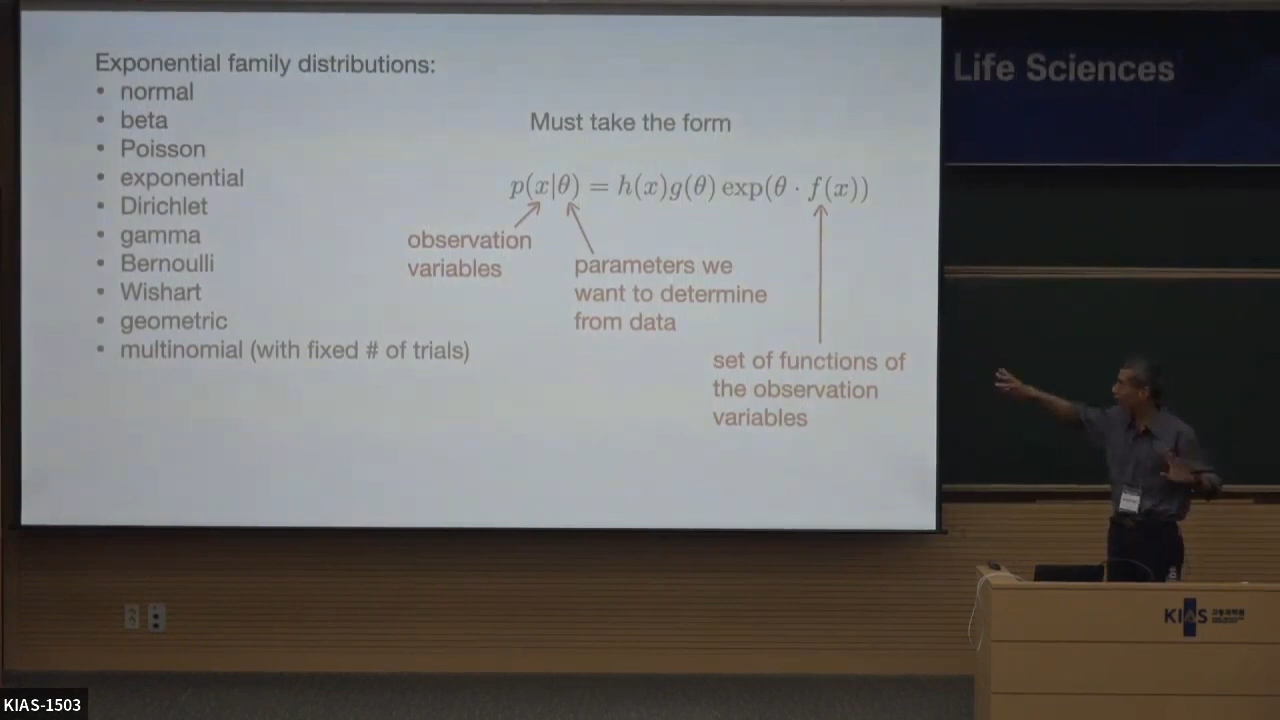 Exponential family distributions:
• normal
• beta
• Poisson
• exponential
• Dirichlet
• gamma
• Bernoulli
• Wishart
• geometric
• multinomial (with fixed # of trials)
Must take the form
p(x|θ) = h(x)g(θ) exp(θ · f(x))
observation
variables
parameters we
want to determine
from data
set of functions of
the observation
variables
Life Sciences
KIAS
KIAS-1503